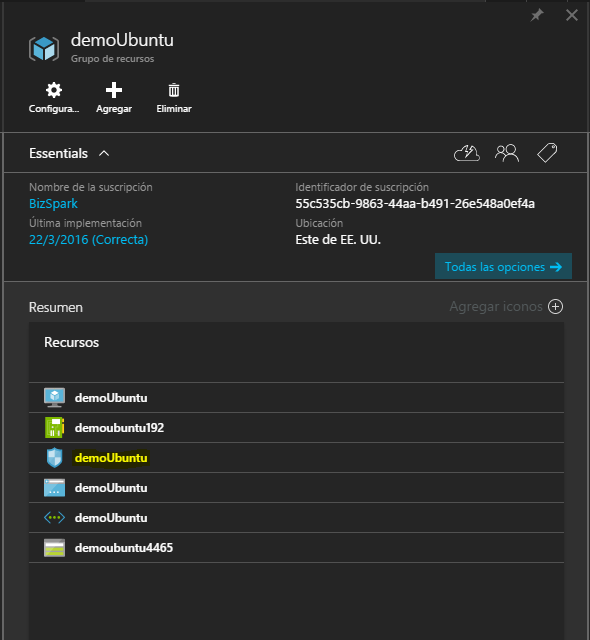 demoUbuntu
Grupo de recursos
Configura... Agregar Eliminar
Essentials
Nombre de la suscripción Identificador de suscripción
BizSpark 55c535cb-9863-44aa-b491-26e548a0ef4a
Última implementación Ubicación
22/3/2016 (Correcta) Este de EE. UU.
Todas las opciones →
Resumen Agregar iconos
Recursos
demoUbuntu
demoubuntu192
demoUbuntu
demoUbuntu
demoUbuntu
demoubuntu4465